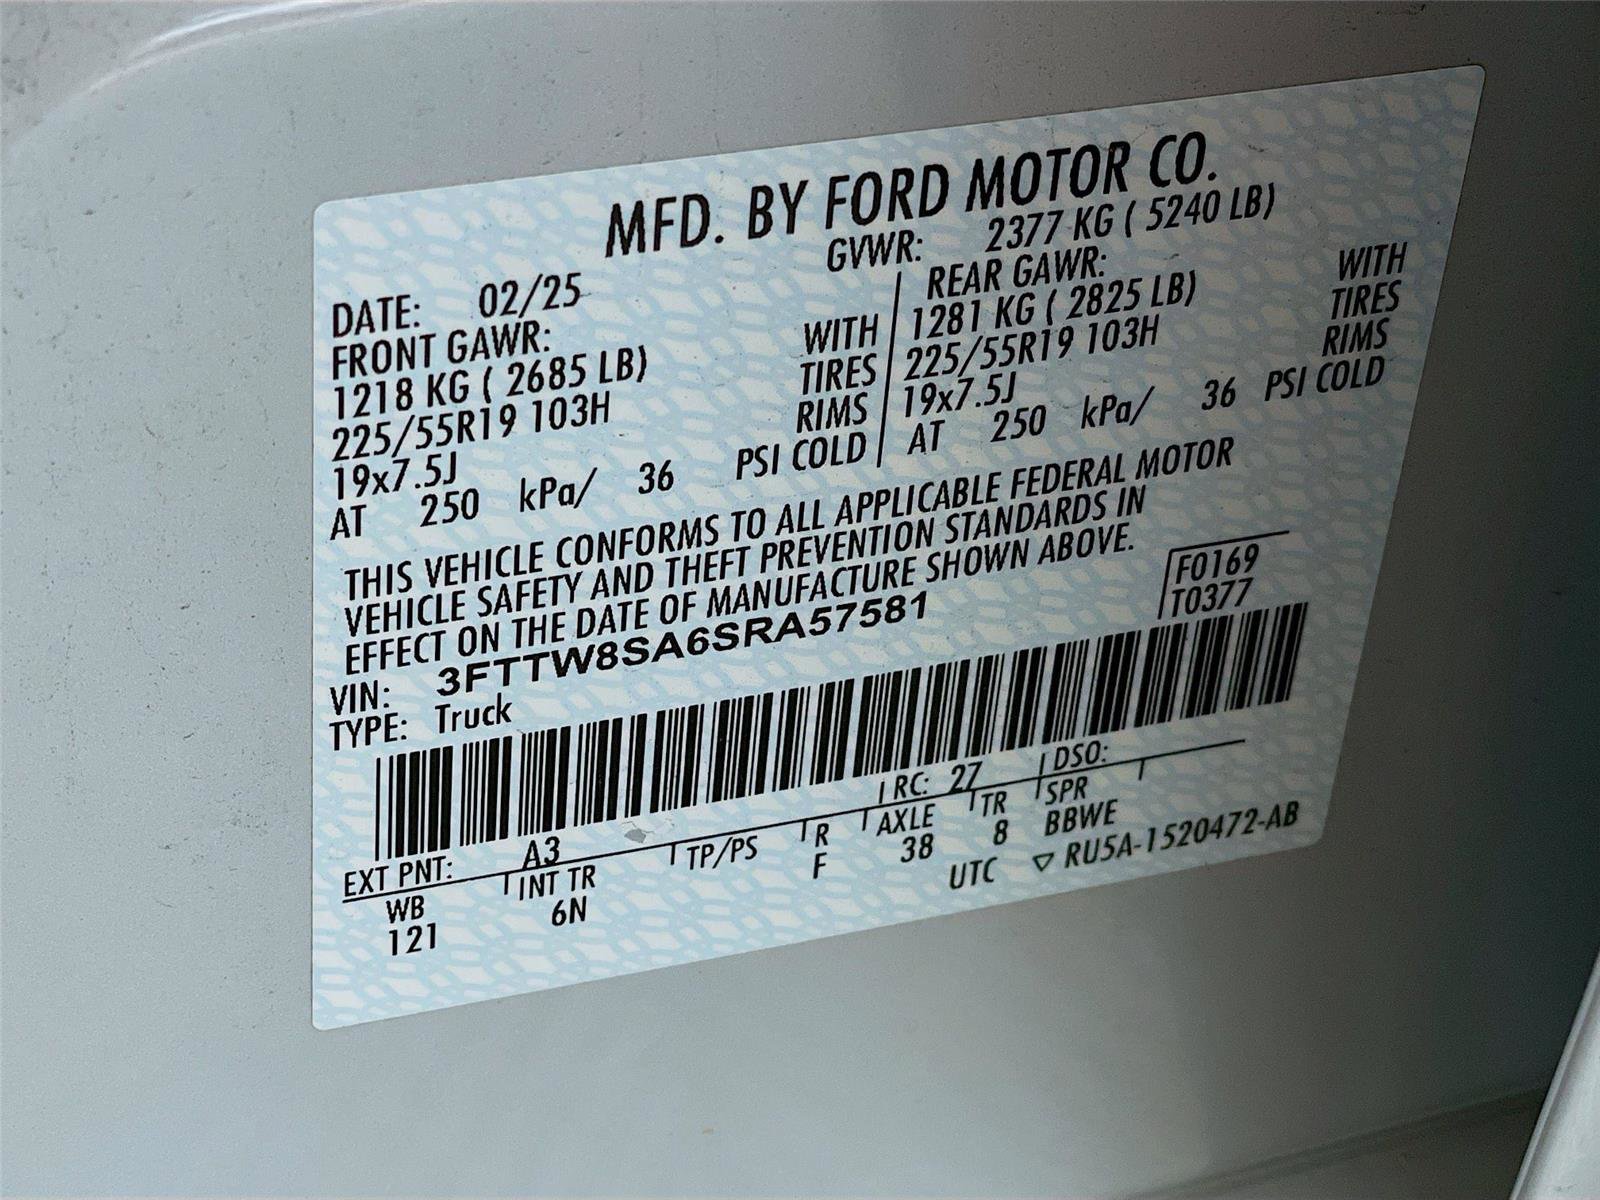 MFD. BY FORD MOTOR CO.
DATE: 02/25 GVWR: 2377 KG ( 5240 LB)
FRONT GAWR: REAR GAWR:
1218 KG ( 2685 LB) WITH 1281 KG ( 2825 LB) WITH
225/55R19 103H TIRES 225/55R19 103H TIRES
19x7.5J RIMS 19x7.5J RIMS
AT 250 kPa/ 36 PSI COLD AT 250 kPa/ 36 PSI COLD
THIS VEHICLE CONFORMS TO ALL APPLICABLE FEDERAL MOTOR
VEHICLE SAFETY AND THEFT PREVENTION STANDARDS IN
EFFECT ON THE DATE OF MANUFACTURE SHOWN ABOVE.
F0169
T0377
VIN: 3FTTW8SA6SRA57581
TYPE: Truck
EXT PNT: A3 RC: 27 DSO:
WB INT TR TP/PS R AXLE TR SPR
121 6N F 38 8 BBWE
UTC ▽ RU5A-1520472-AB